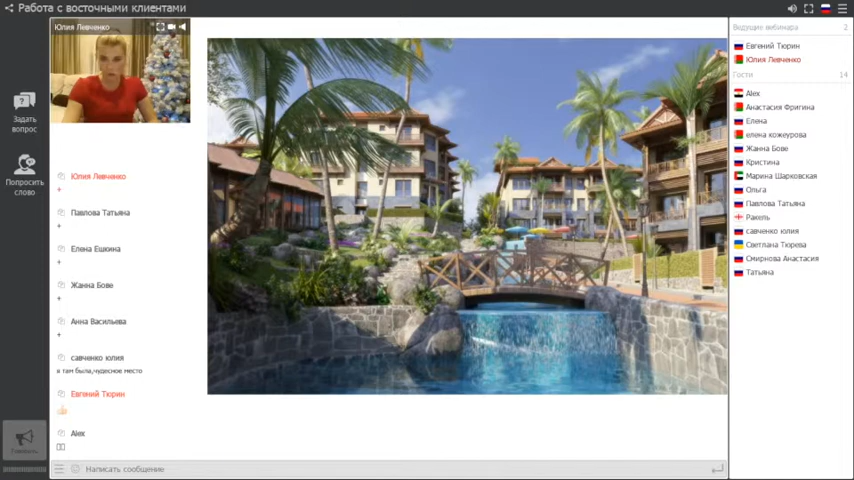 Работа с восточными клиентами
Юлия Левченко
Задать
вопрос
Попросить
слово
Юлия Левченко
+
Павлова Татьяна
+
Елена Ешкина
+
Жанна Бове
+
Анна Васильева
+
савченко юлия
я там была,чудесное место
Евгений Тюрин
Alex
Написать сообщение
Ведущие вебинара 2
Евгений Тюрин
Юлия Левченко
Гости 14
Alex
Анастасия Фригина
Елена
елена кожеурова
Жанна Бове
Кристина
Марина Шарковская
Ольга
Павлова Татьяна
Ракель
савченко юлия
Светлана Тюрева
Смирнова Анастасия
Татьяна